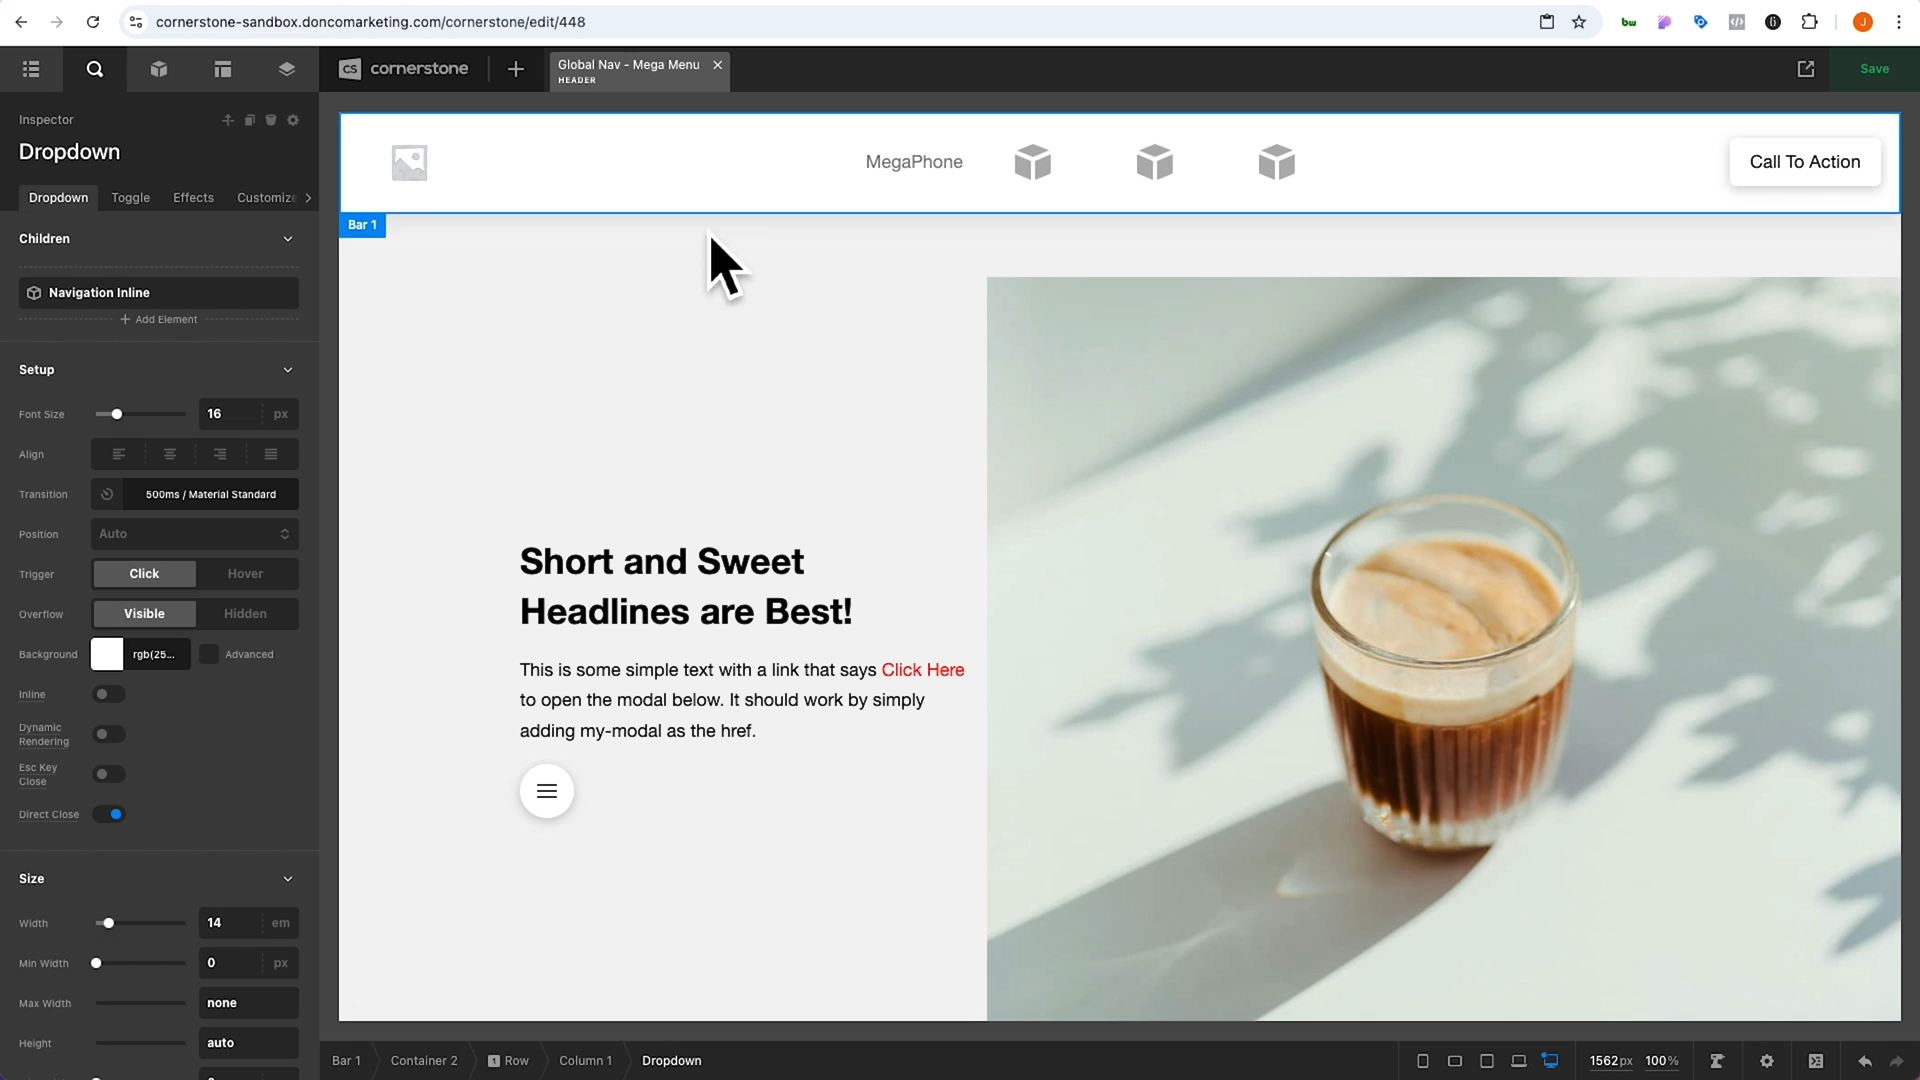 cornerstone-sandbox.doncomarketing.com/cornerstone/edit/448
bw
J
CS cornerstone
Global Nav - Mega Menu
HEADER
Save
Inspector
Dropdown
Dropdown Toggle Effects Customize
Children
Navigation Inline
Add Element
Setup
Font Size 16 px
Align
Transition 500ms / Material Standard
Position Auto
Trigger Click Hover
Overflow Visible Hidden
Background rgb(25... Advanced
Inline
Dynamic
Rendering
Esc Key
Close
Direct Close
Size
Width 14 em
Min Width 0 px
Max Width none
Height auto
MegaPhone
Call To Action
Bar 1
Short and Sweet
Headlines are Best!
This is some simple text with a link that says Click Here
to open the modal below. It should work by simply
adding my-modal as the href.
Bar 1 Container 2 1 Row Column 1 Dropdown
1562px 100%